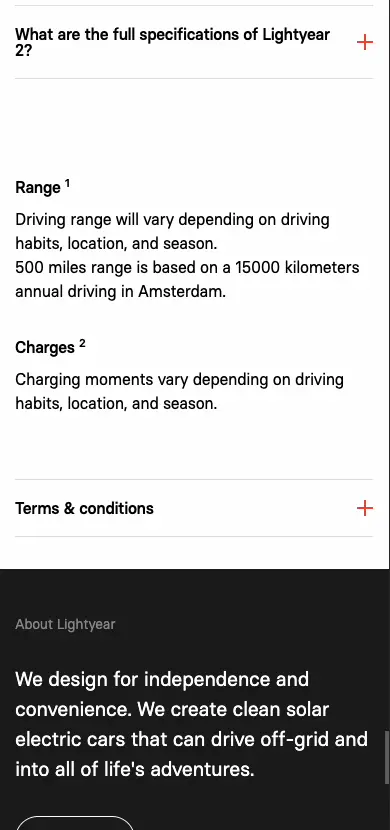 What are the full specifications of Lightyear
2?
Range 1
Driving range will vary depending on driving
habits, location, and season.
500 miles range is based on a 15000 kilometers
annual driving in Amsterdam.
Charges 2
Charging moments vary depending on driving
habits, location, and season.
Terms & conditions
About Lightyear
We design for independence and
convenience. We create clean solar
electric cars that can drive off-grid and
into all of life's adventures.